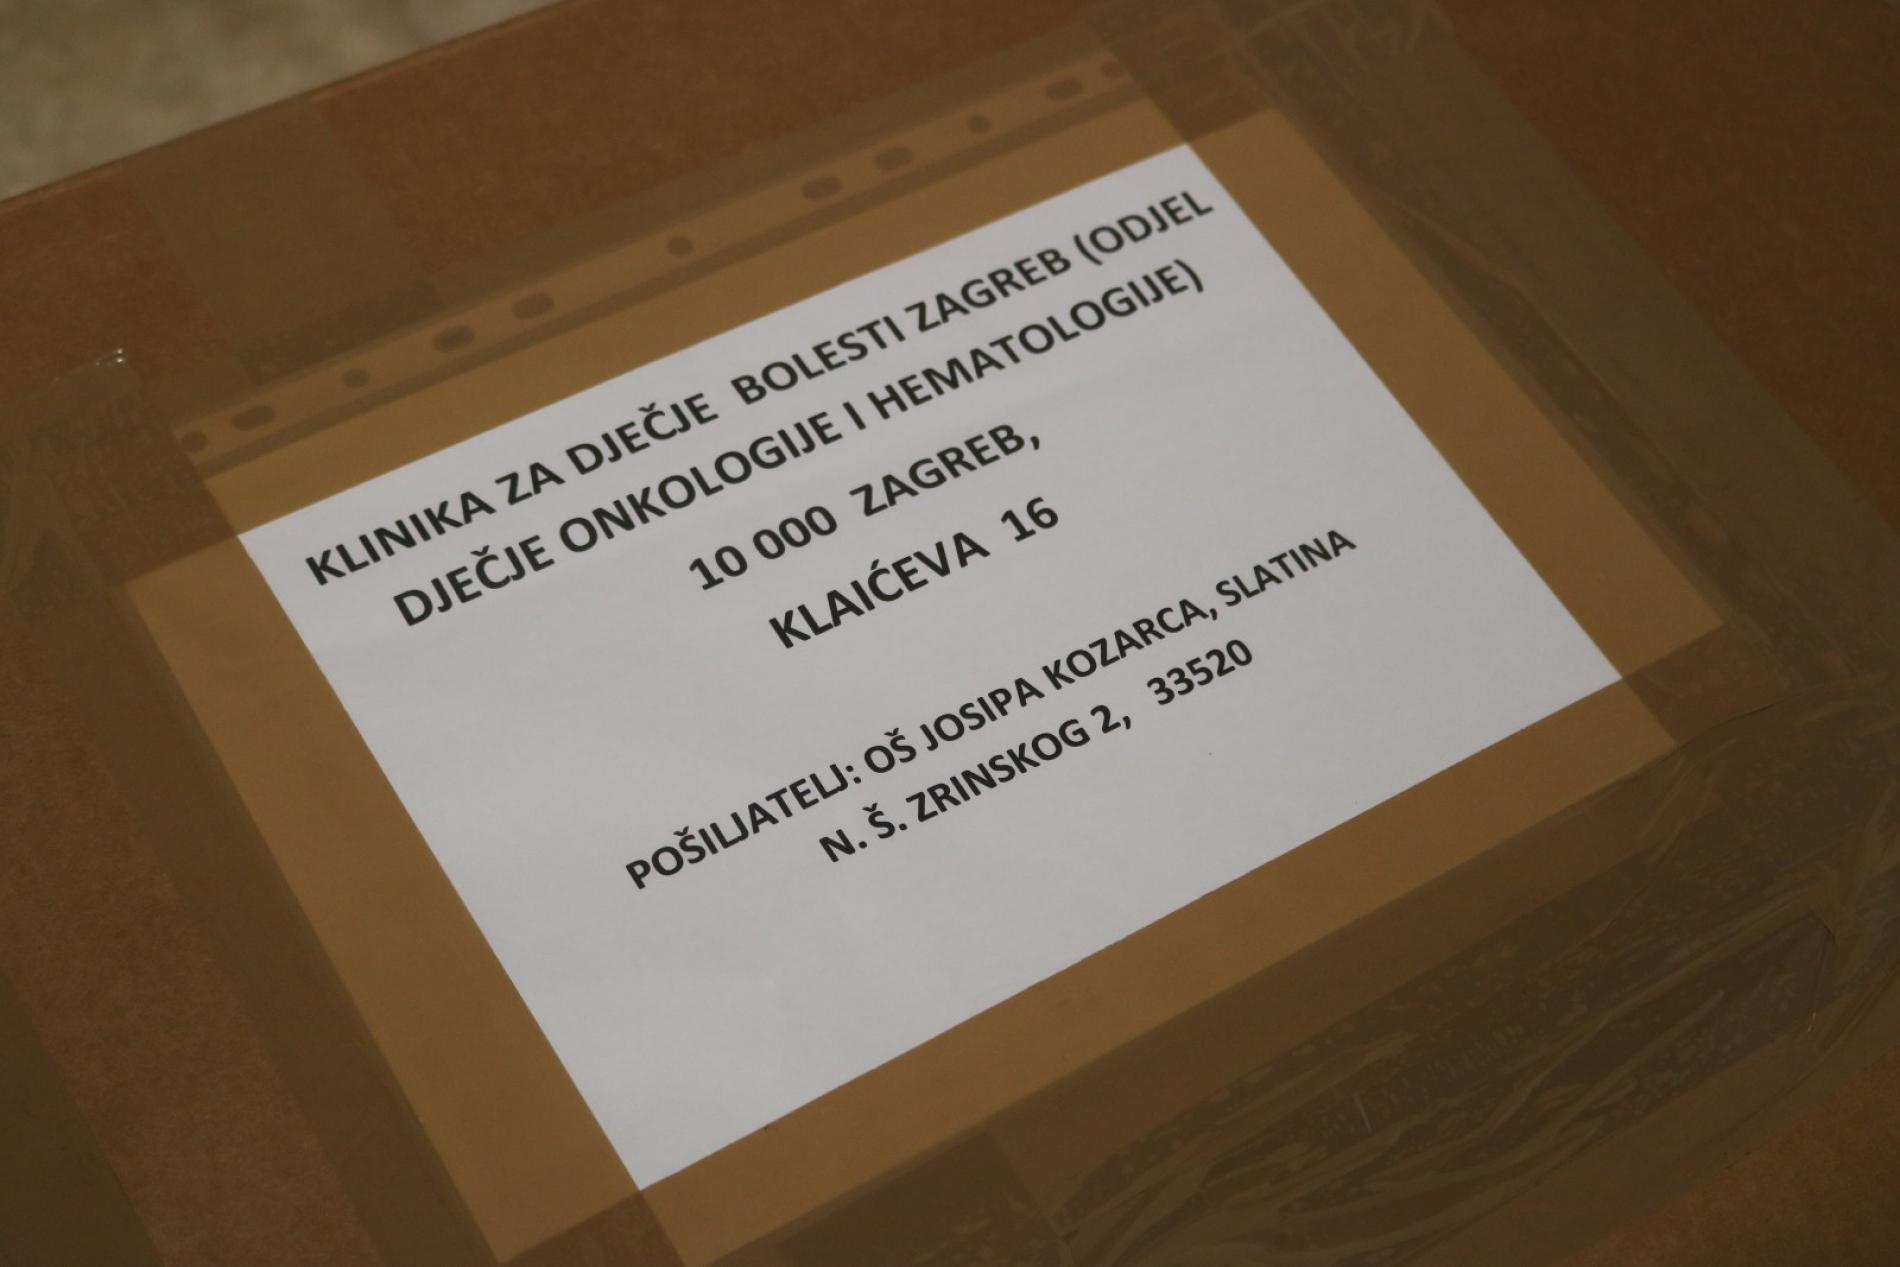 KLINIKA ZA DJEČJE BOLESTI ZAGREB (ODJEL
DJEČJE ONKOLOGIJE I HEMATOLOGIJE)
10 000 ZAGREB,
KLAIĆEVA 16
POŠILJATELJ: OŠ JOSIPA KOZARCA, SLATINA
N. Š. ZRINSKOG 2, 33520